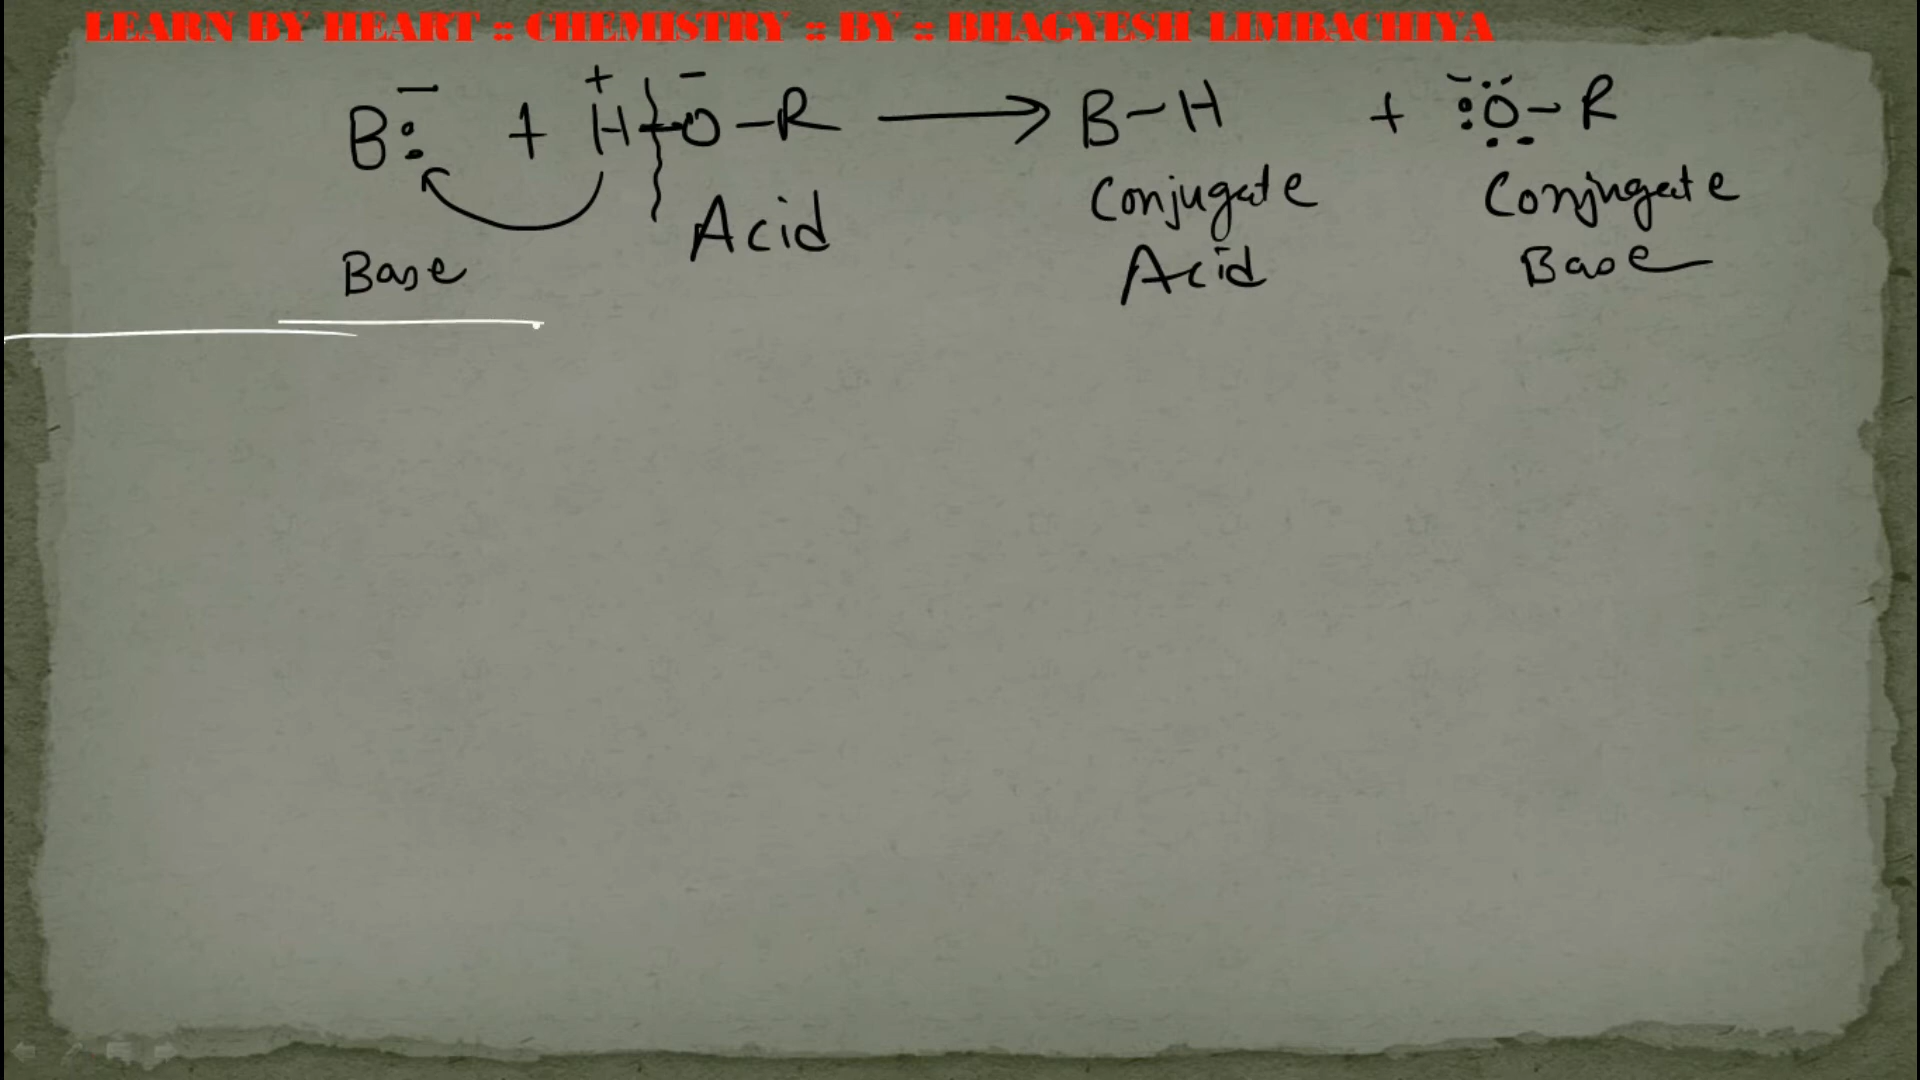 LEARN BY HEART :: CHEMISTRY :: BY :: BHAGYESH LIMBACHIYA
B:⁻ + H⁺-O⁻-R ⟶ B-H + ⁻:Ö̤-R
Base Acid Conjugate Acid Conjugate Base